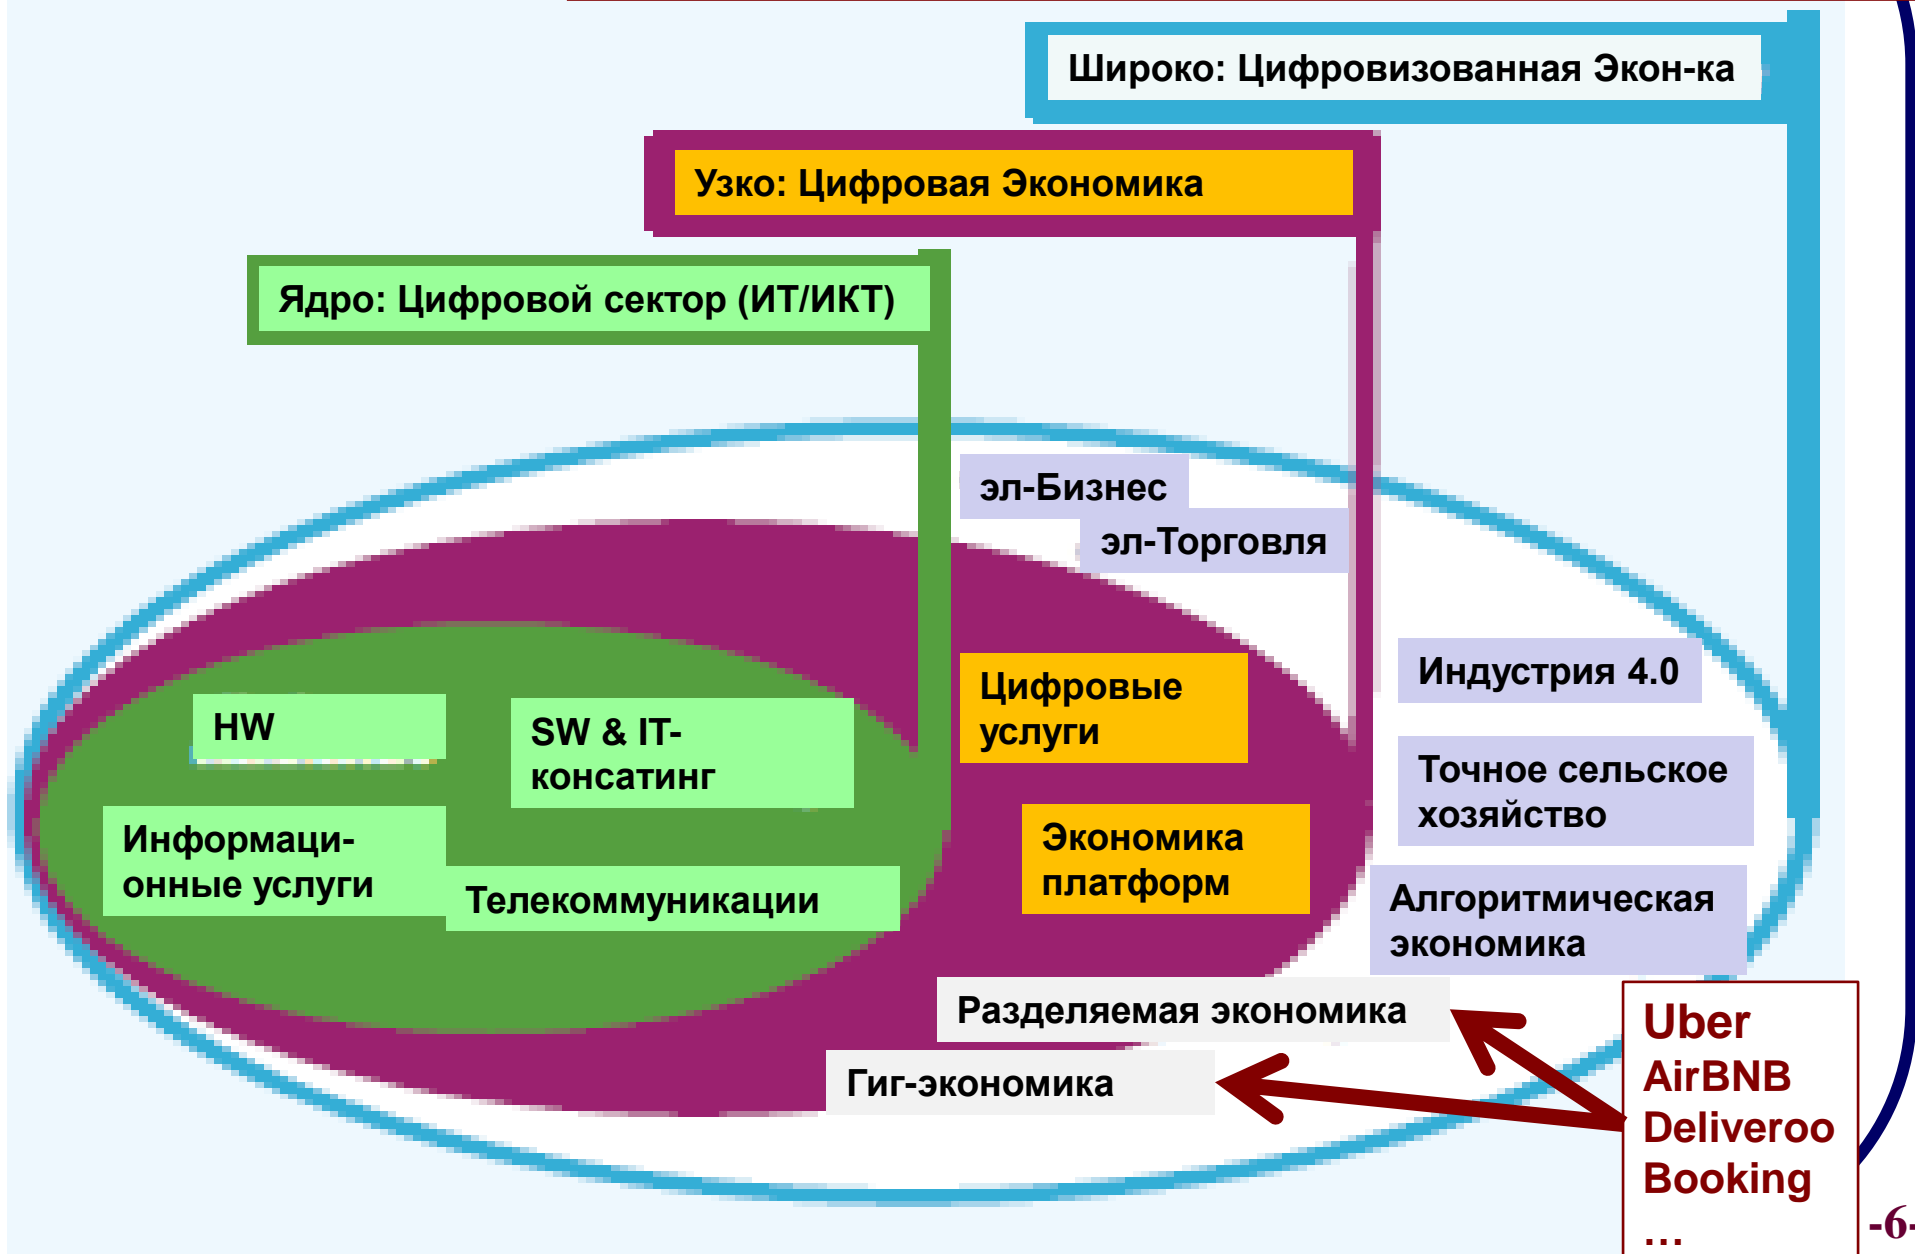 Широко: Цифровизованная Экон-ка
Узко: Цифровая Экономика
Ядро: Цифровой сектор (ИТ/ИКТ)
эл-Бизнес
эл-Торговля
HW
SW & IT-
консатинг
Информаци-
онные услуги
Телекоммуникации
Цифровые
услуги
Экономика
платформ
Индустрия 4.0
Точное сельское
хозяйство
Алгоритмическая
экономика
Разделяемая экономика
Гиг-экономика
Uber
AirBNB
Deliveroo
Booking
...
-6-